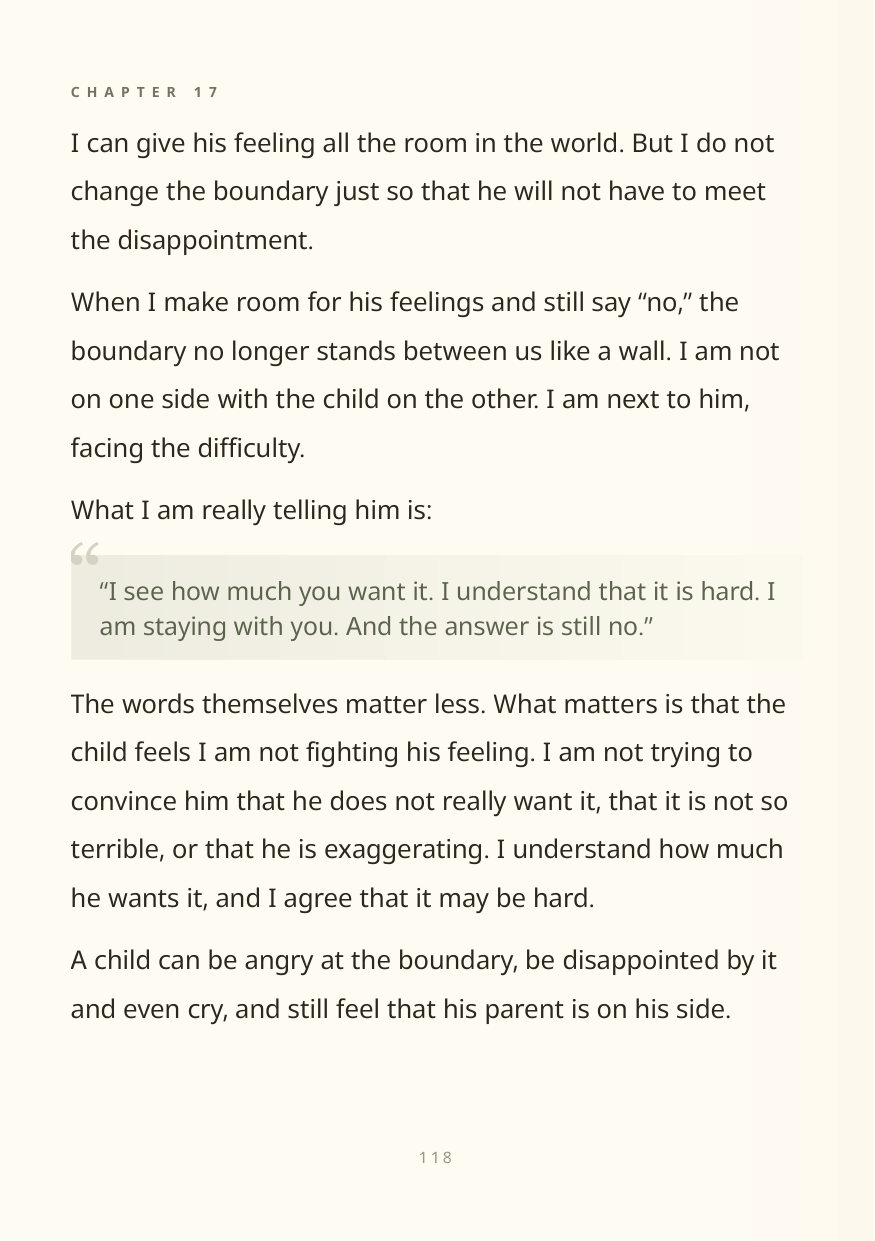 CHAPTER 17
I can give his feeling all the room in the world. But I do not
change the boundary just so that he will not have to meet
the disappointment.
When I make room for his feelings and still say “no,” the
boundary no longer stands between us like a wall. I am not
on one side with the child on the other. I am next to him,
facing the difficulty.
What I am really telling him is:
“
“I see how much you want it. I understand that it is hard. I
am staying with you. And the answer is still no.”
The words themselves matter less. What matters is that the
child feels I am not fighting his feeling. I am not trying to
convince him that he does not really want it, that it is not so
terrible, or that he is exaggerating. I understand how much
he wants it, and I agree that it may be hard.
A child can be angry at the boundary, be disappointed by it
and even cry, and still feel that his parent is on his side.
118